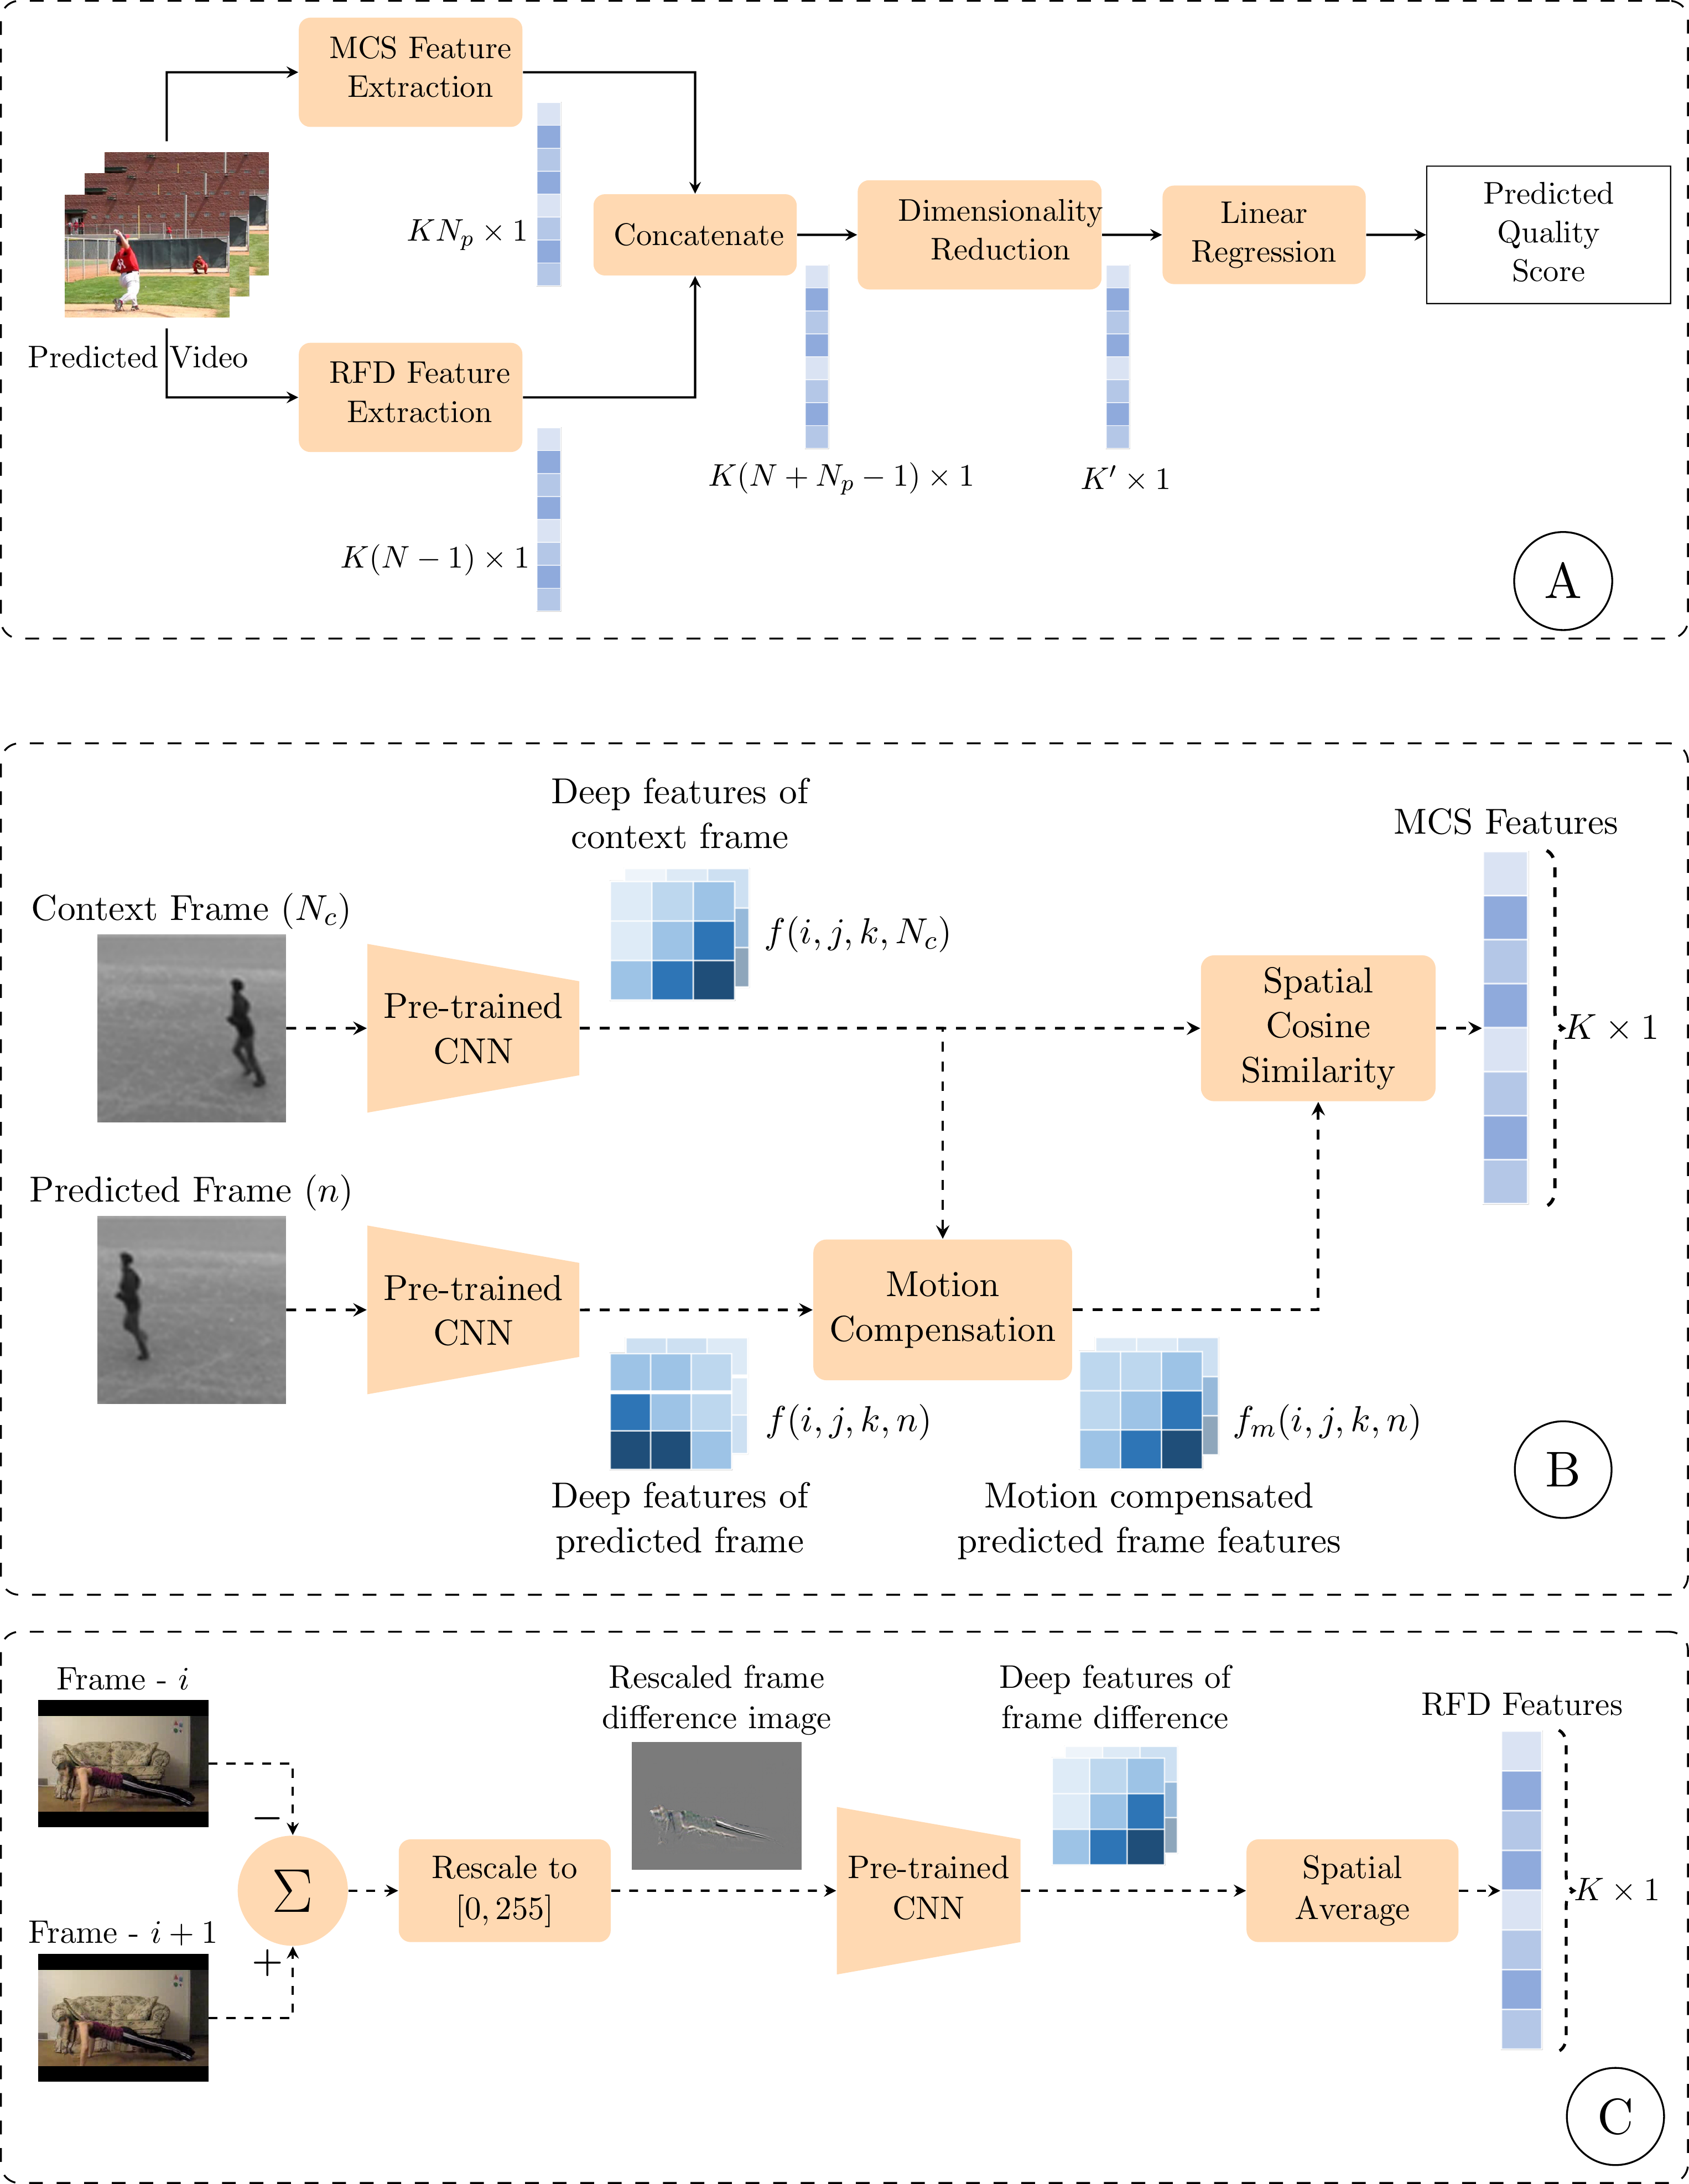 MCS Feature
Extraction
$KN_p \times 1$
Predicted Video
RFD Feature
Extraction
$K(N-1) \times 1$
Concatenate
$K(N+N_p-1) \times 1$
Dimensionality
Reduction
$K' \times 1$
Linear
Regression
Predicted
Quality
Score
A
Deep features of
context frame
MCS Features
Context Frame ($N_c$)
$f(i,j,k,N_c)$
Pre-trained
CNN
Spatial
Cosine
Similarity
$K \times 1$
Predicted Frame ($n$)
Pre-trained
CNN
Motion
Compensation
$f(i,j,k,n)$
$f_m(i,j,k,n)$
Deep features of
predicted frame
Motion compensated
predicted frame features
B
Frame - $i$
Rescaled frame
difference image
Deep features of
frame difference
RFD Features
−
∑
Rescale to
[0, 255]
Pre-trained
CNN
Spatial
Average
$K \times 1$
Frame - $i+1$
+
C